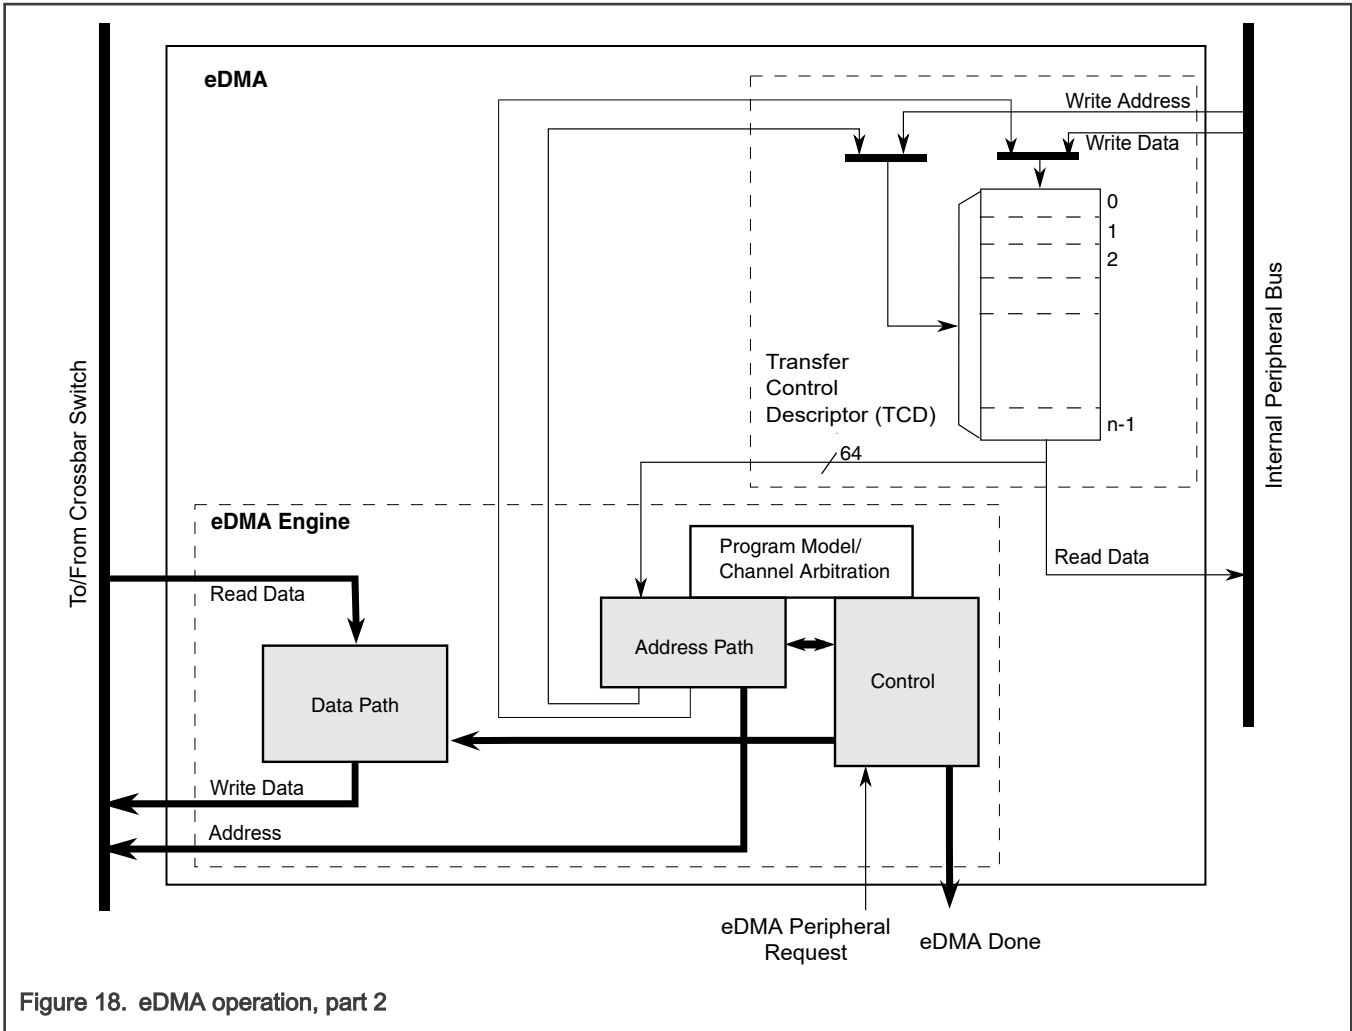 eDMA
Write Address
Write Data
0
1
2
n-1
Transfer
Control
Descriptor (TCD)
64
To/From Crossbar Switch
Internal Peripheral Bus
eDMA Engine
Program Model/
Channel Arbitration
Read Data
Read Data
Address Path
Control
Data Path
Write Data
Address
eDMA Peripheral
Request
eDMA Done
Figure 18. eDMA operation, part 2